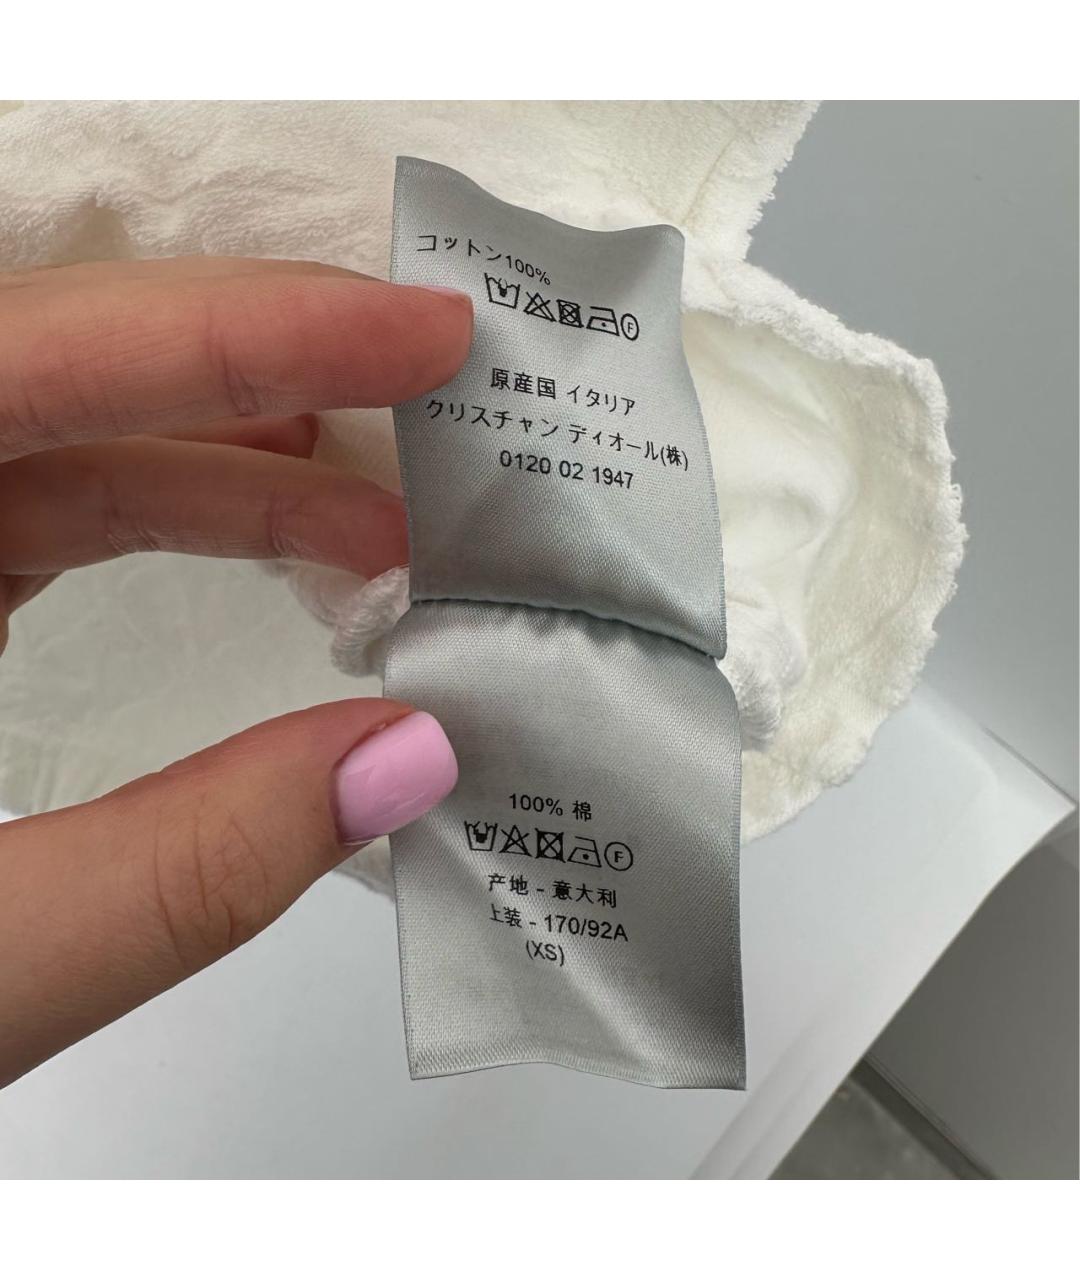 コットン100%
F
原産国 イタリア
クリスチャン ディオール(株)
0120 02 1947
100% 棉
F
产地 - 意大利
上装 - 170/92A
(XS)